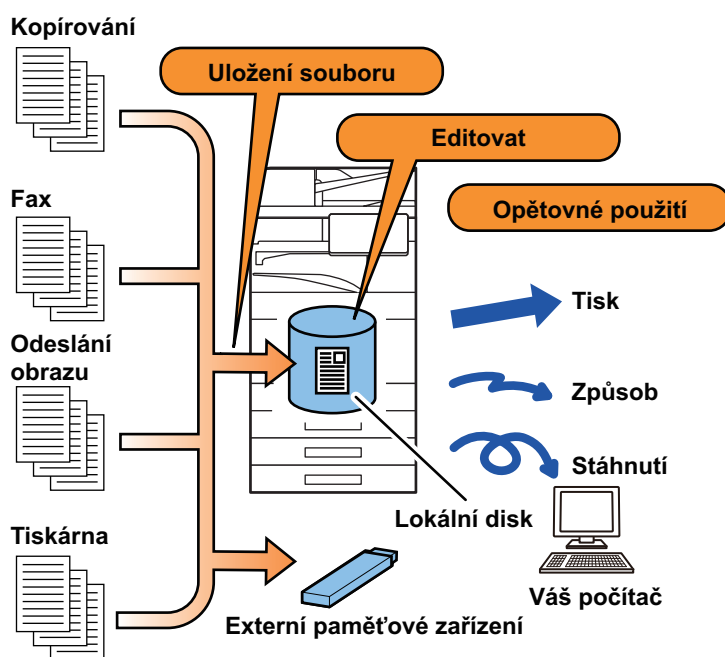 Kopírování
Uložení souboru
Editovat
Fax
Opětovné použití
Tisk
Odeslání
obrazu
Způsob
Stáhnutí
Lokální disk
Tiskárna
Váš počítač
Externí paměťové zařízení